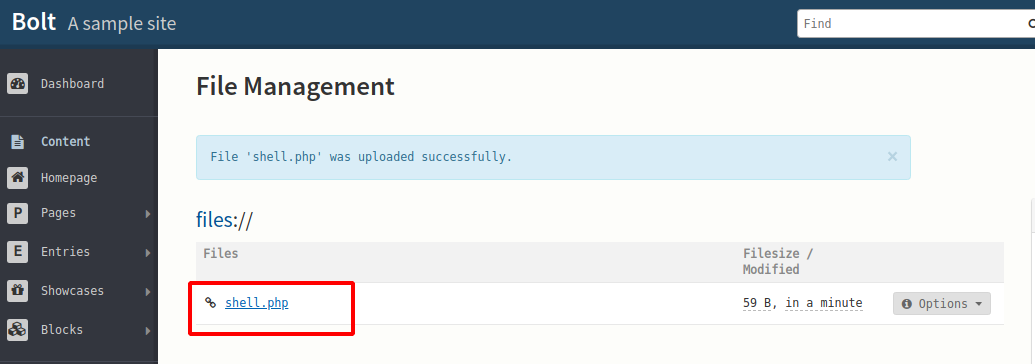 Bolt A sample site
Find
Dashboard
Content
Homepage
P Pages
E Entries
Showcases
Blocks
File Management
File 'shell.php' was uploaded successfully. ×
files://
Files
Filesize /
Modified
shell.php
59 B, in a minute
Options